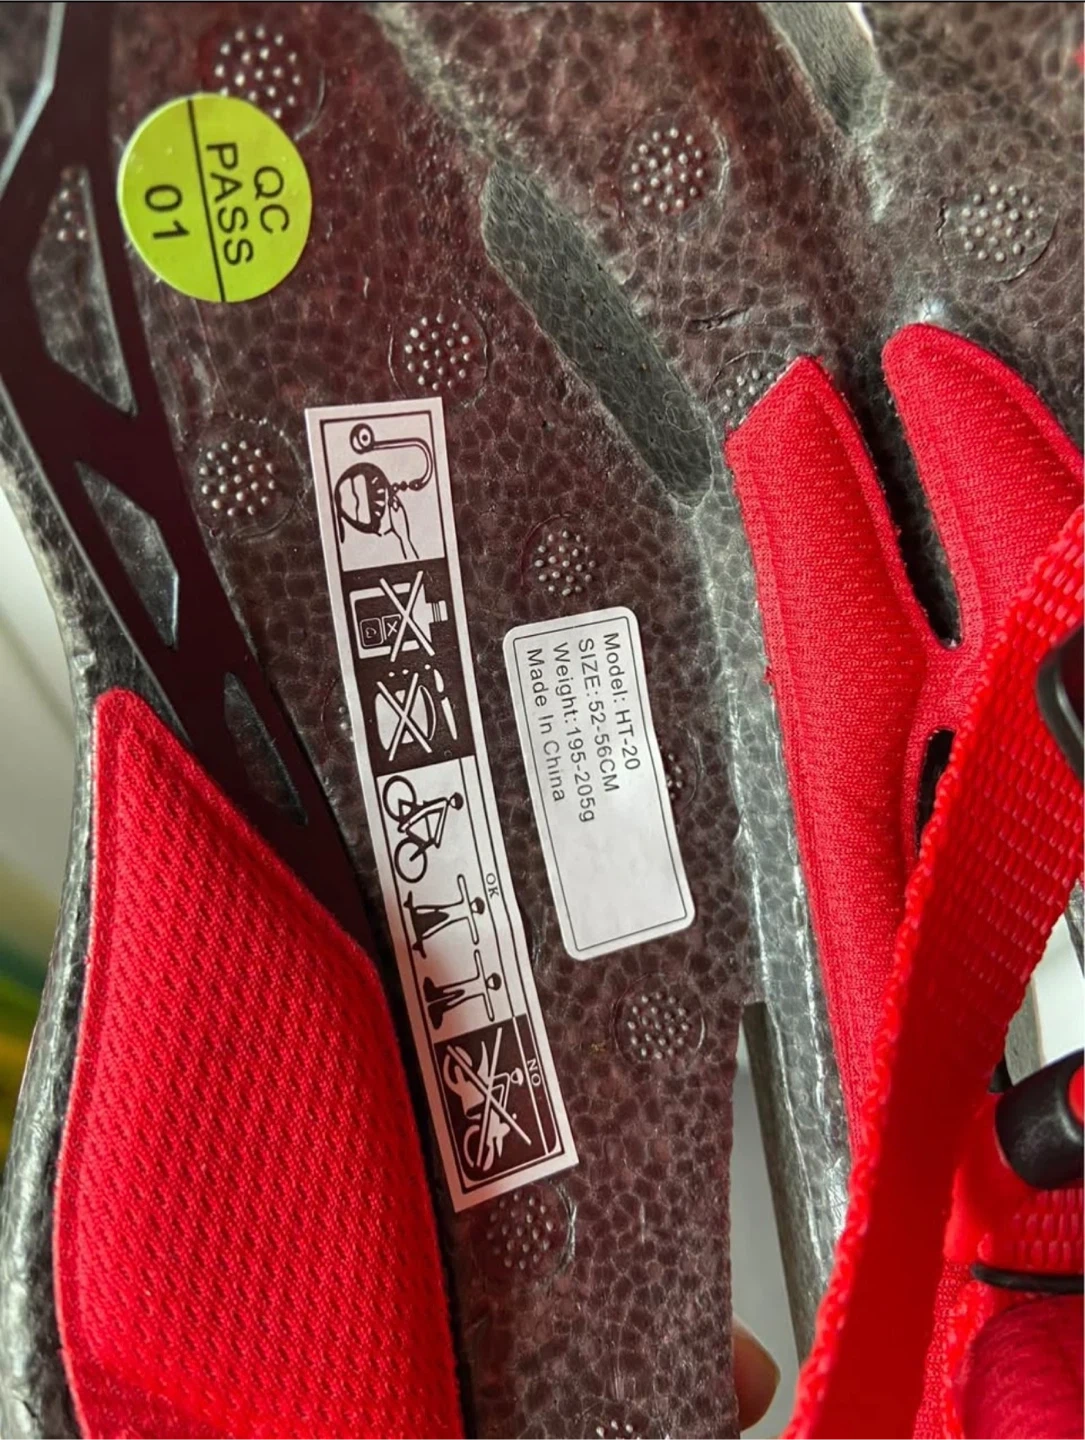 QC
PASS
01
OK
NO
Model: HT-20
SIZE: 52-56CM
Weight: 195-205g
Made In China